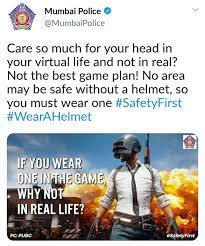 Mumbai Police
@MumbaiPolice
Care so much for your head in
your virtual life and not in real?
Not the best game plan! No area
may be safe without a helmet, so
you must wear one #SafetyFirst
#WearAHelmet
IF YOU WEAR
ONE IN THE GAME,
WHY NOT
IN REAL LIFE?
PC-PUBG
#SafetyFirst